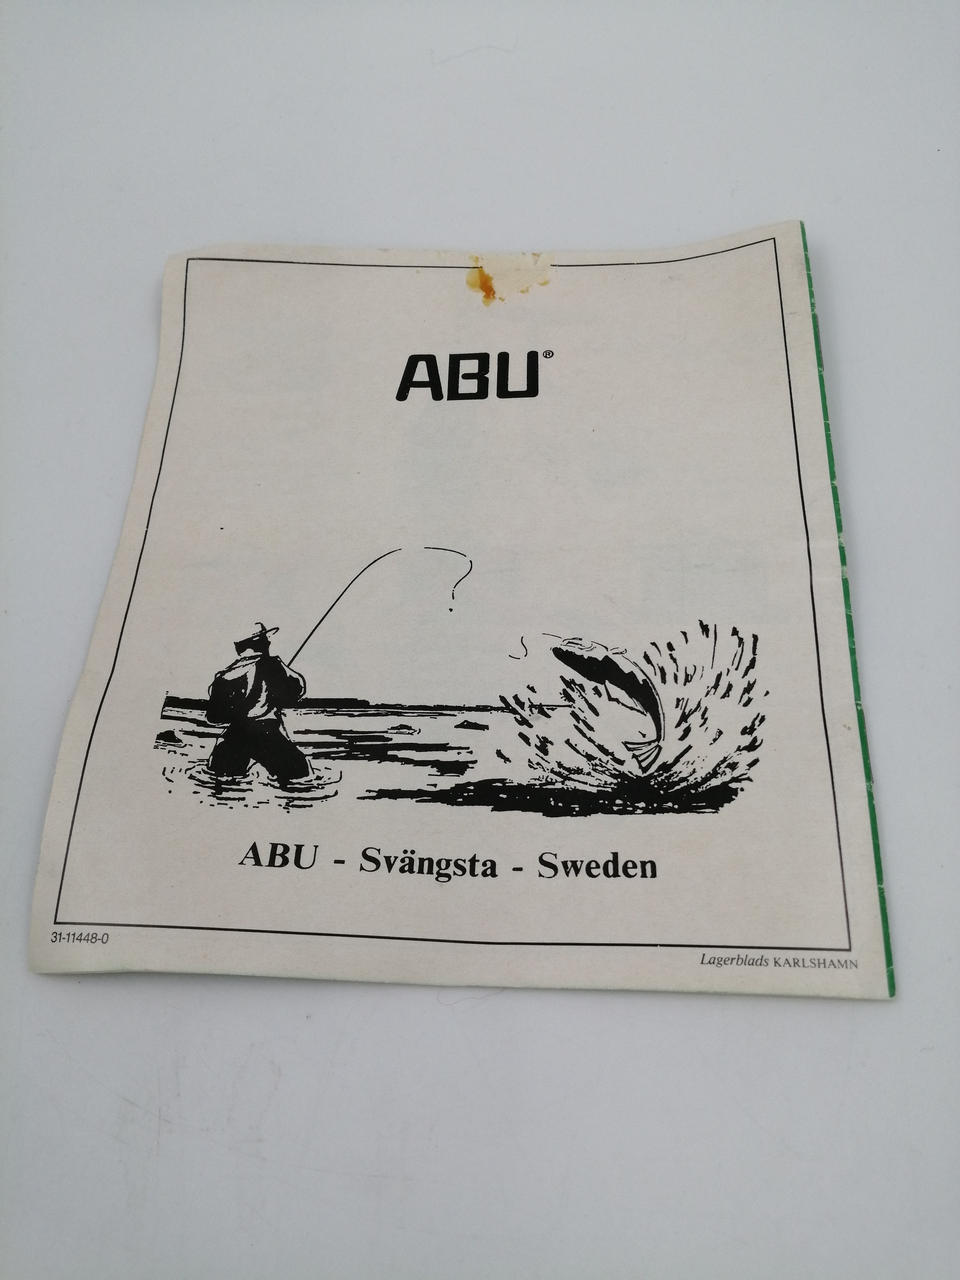 ABU®
ABU - Svängsta - Sweden
31-11448-0
Lagerblads KARLSHAMN